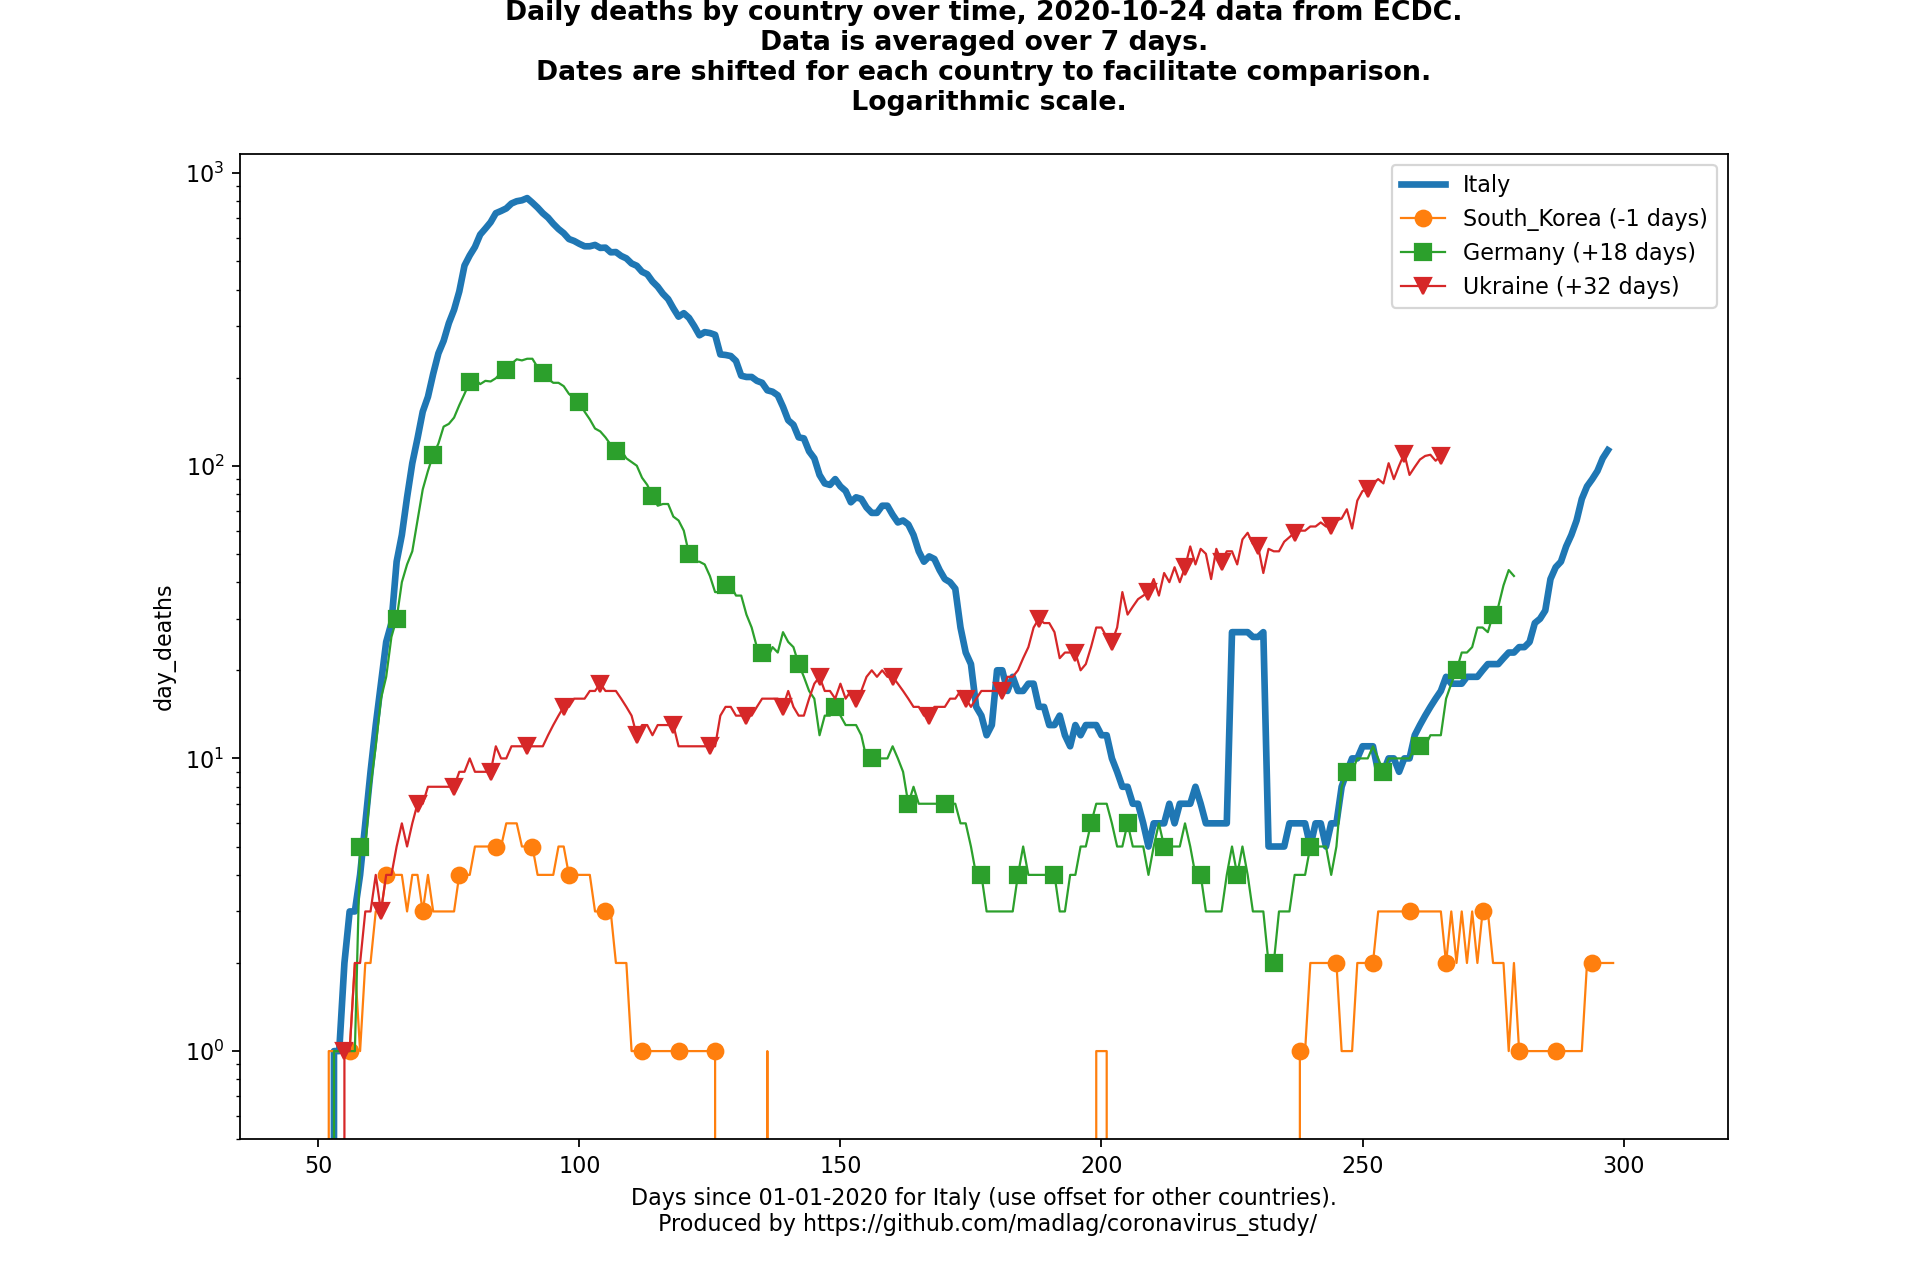 Daily deaths by country over time, 2020-10-24 data from ECDC.
Data is averaged over 7 days.
Dates are shifted for each country to facilitate comparison.
Logarithmic scale.
10³
Italy
South_Korea (-1 days)
Germany (+18 days)
Ukraine (+32 days)
10²
day_deaths
10¹
10⁰
50 100 150 200 250 300
Days since 01-01-2020 for Italy (use offset for other countries).
Produced by https://github.com/madlag/coronavirus_study/